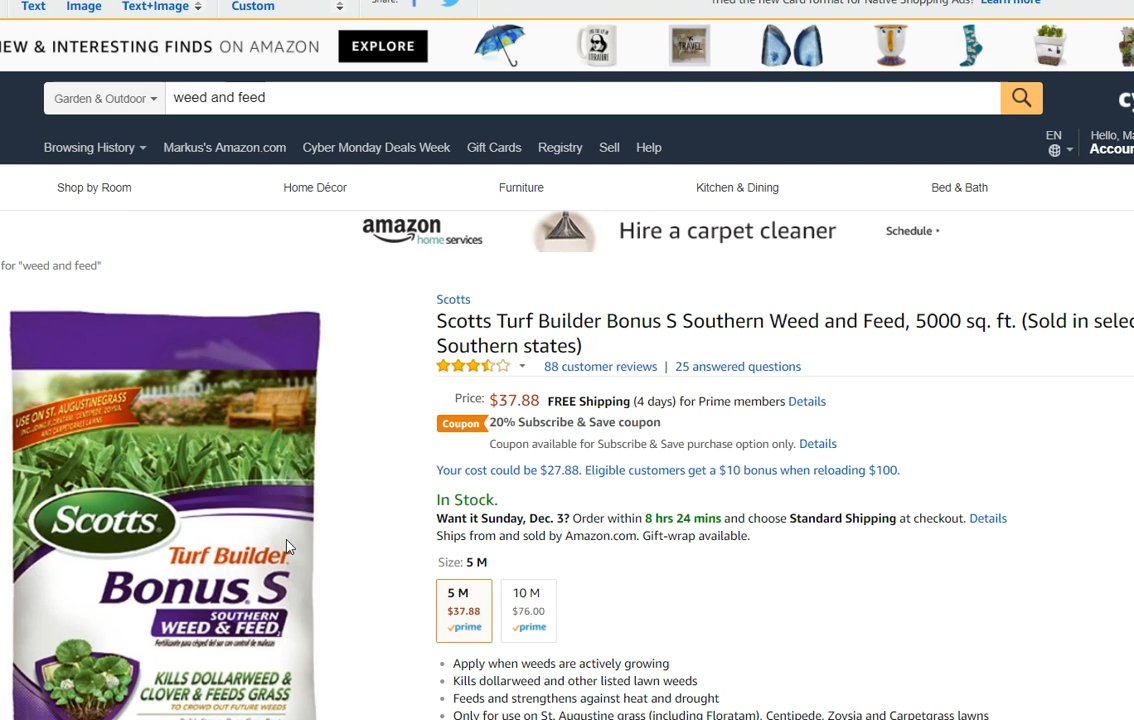 Text Image Text+Image Custom
Native Shopping Ads? Learn more
NEW & INTERESTING FINDS ON AMAZON EXPLORE
Garden & Outdoor weed and feed
EN Hello, Ma
Browsing History Markus's Amazon.com Cyber Monday Deals Week Gift Cards Registry Sell Help Accoun
Shop by Room Home Décor Furniture Kitchen & Dining Bed & Bath
amazon home services Hire a carpet cleaner Schedule
for "weed and feed"
Scotts
Scotts Turf Builder Bonus S Southern Weed and Feed, 5000 sq. ft. (Sold in selec
Southern states)
88 customer reviews | 25 answered questions
Price: $37.88 FREE Shipping (4 days) for Prime members Details
Coupon 20% Subscribe & Save coupon
Coupon available for Subscribe & Save purchase option only. Details
Your cost could be $27.88. Eligible customers get a $10 bonus when reloading $100.
In Stock.
Want it Sunday, Dec. 3? Order within 8 hrs 24 mins and choose Standard Shipping at checkout. Details
Ships from and sold by Amazon.com. Gift-wrap available.
Size: 5 M
5 M 10 M
$37.88 $76.00
prime prime
Apply when weeds are actively growing
Kills dollarweed and other listed lawn weeds
Feeds and strengthens against heat and drought
Only for use on St. Augustine grass (including Floratam), Centipede, Zoysia and Carpetgrass lawns
USE ON ST. AUGUSTINEGRASS
Scotts
Turf Builder
Bonus S
SOUTHERN
WEED & FEED
KILLS DOLLARWEED &
CLOVER & FEEDS GRASS
TO CROWD OUT FUTURE WEEDS